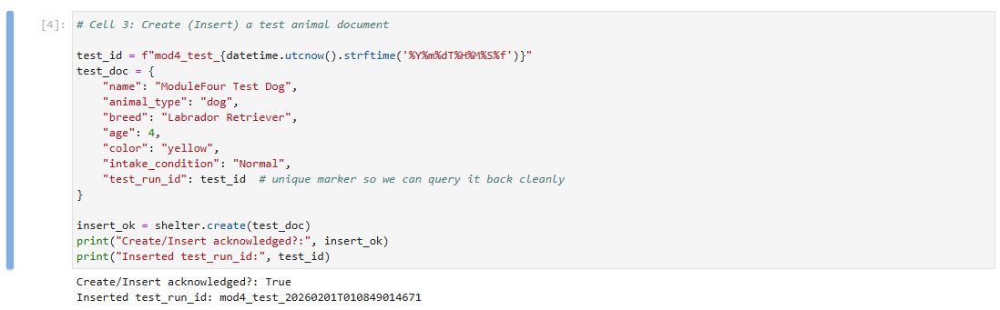 [4]: # Cell 3: Create (Insert) a test animal document
test_id = f"mod4_test_{datetime.utcnow().strftime('%Y%m%dT%H%M%S%f')}"
test_doc = {
    "name": "ModuleFour Test Dog",
    "animal_type": "dog",
    "breed": "Labrador Retriever",
    "age": 4,
    "color": "yellow",
    "intake_condition": "Normal",
    "test_run_id": test_id  # unique marker so we can query it back cleanly
}
insert_ok = shelter.create(test_doc)
print("Create/Insert acknowledged?:", insert_ok)
print("Inserted test_run_id:", test_id)
Create/Insert acknowledged?: True
Inserted test_run_id: mod4_test_20260201T010849014671